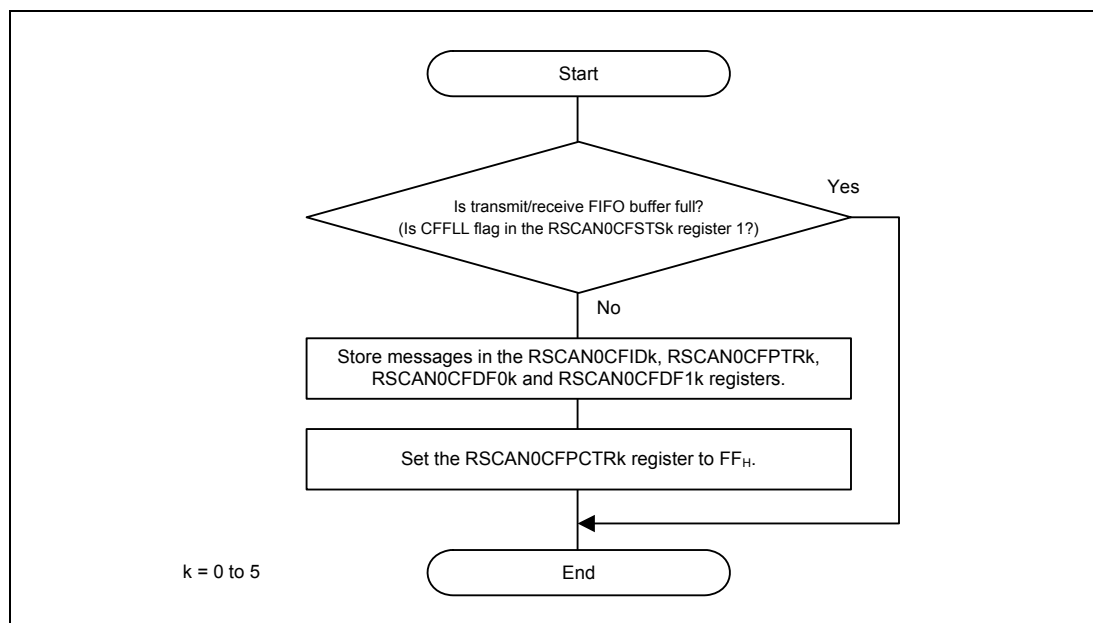 Start
Is transmit/receive FIFO buffer full?
(Is CFFLL flag in the RSCAN0CFSTSk register 1?)
Yes
No
Store messages in the RSCAN0CFIDk, RSCAN0CFPTRk,
RSCAN0CFDF0k and RSCAN0CFDF1k registers.
Set the RSCAN0CFPCTRk register to FFH.
k = 0 to 5
End